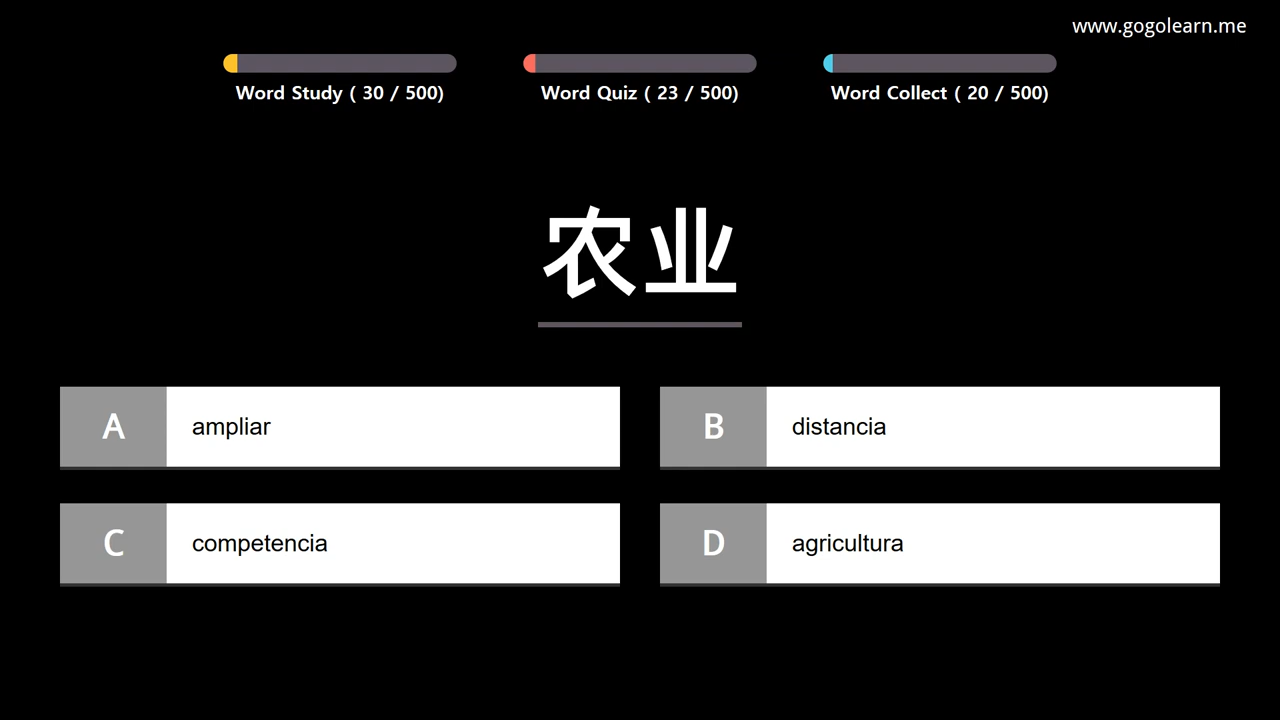 www.gogolearn.me
Word Study ( 30 / 500)
Word Quiz ( 23 / 500)
Word Collect ( 20 / 500)
农业
A ampliar
B distancia
C competencia
D agricultura